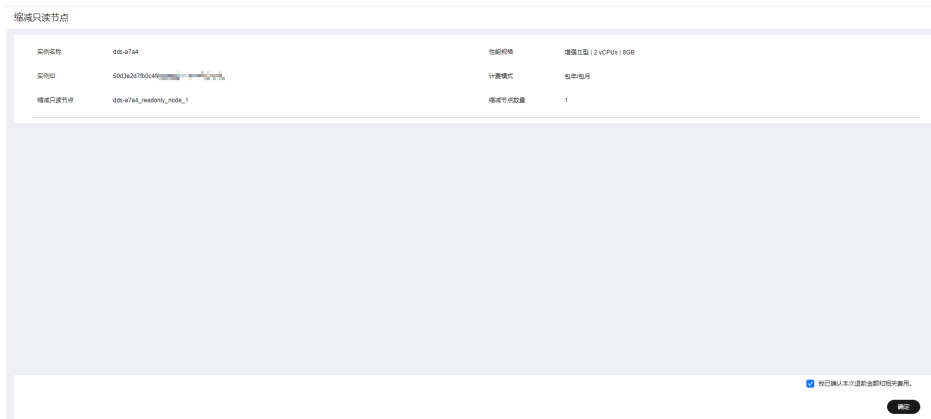 缩减只读节点
实例名称 dds-a7a4 性能规格 增强II型 | 2 vCPUs | 8GB
实例ID 50d3e2d7fb0c4fe 计费模式 包年/包月
缩减只读节点 dds-a7a4_readonly_node_1 缩减节点数量 1
我已确认本次退款金额和相关费用。
确定